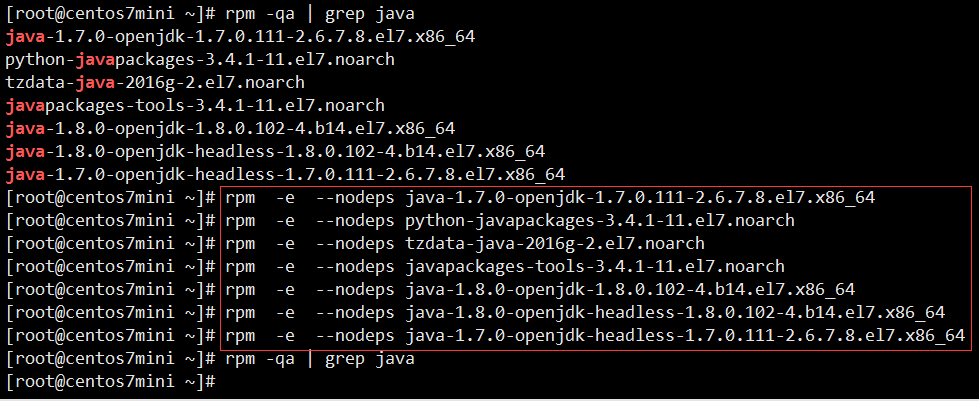 [root@centos7mini ~]# rpm -qa | grep java
java-1.7.0-openjdk-1.7.0.111-2.6.7.8.el7.x86_64
python-javapackages-3.4.1-11.el7.noarch
tzdata-java-2016g-2.el7.noarch
javapackages-tools-3.4.1-11.el7.noarch
java-1.8.0-openjdk-1.8.0.102-4.b14.el7.x86_64
java-1.8.0-openjdk-headless-1.8.0.102-4.b14.el7.x86_64
java-1.7.0-openjdk-headless-1.7.0.111-2.6.7.8.el7.x86_64
[root@centos7mini ~]# rpm  -e  --nodeps java-1.7.0-openjdk-1.7.0.111-2.6.7.8.el7.x86_64
[root@centos7mini ~]# rpm  -e  --nodeps python-javapackages-3.4.1-11.el7.noarch
[root@centos7mini ~]# rpm  -e  --nodeps tzdata-java-2016g-2.el7.noarch
[root@centos7mini ~]# rpm  -e  --nodeps javapackages-tools-3.4.1-11.el7.noarch
[root@centos7mini ~]# rpm  -e  --nodeps java-1.8.0-openjdk-1.8.0.102-4.b14.el7.x86_64
[root@centos7mini ~]# rpm  -e  --nodeps java-1.8.0-openjdk-headless-1.8.0.102-4.b14.el7.x86_64
[root@centos7mini ~]# rpm  -e  --nodeps java-1.7.0-openjdk-headless-1.7.0.111-2.6.7.8.el7.x86_64
[root@centos7mini ~]# rpm -qa | grep java
[root@centos7mini ~]#